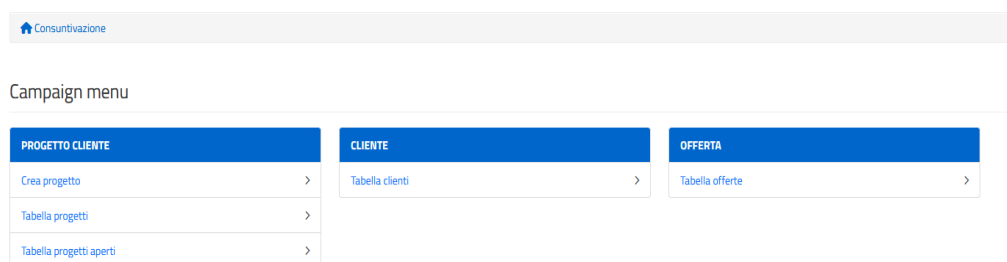 Consuntivazione
Campaign menu
PROGETTO CLIENTE
Crea progetto
Tabella progetti
Tabella progetti aperti
CLIENTE
Tabella clienti
OFFERTA
Tabella offerte